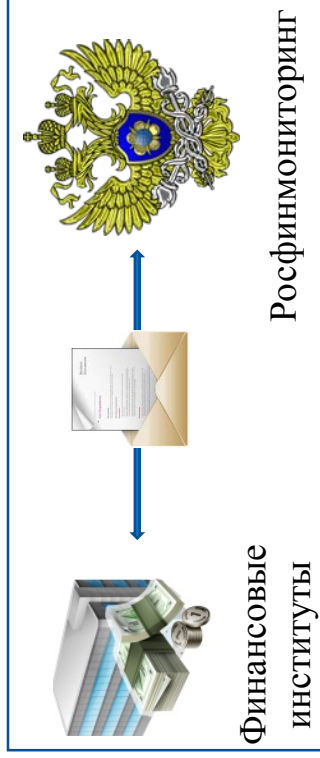 Финансовые
институты
Росфинмониторинг